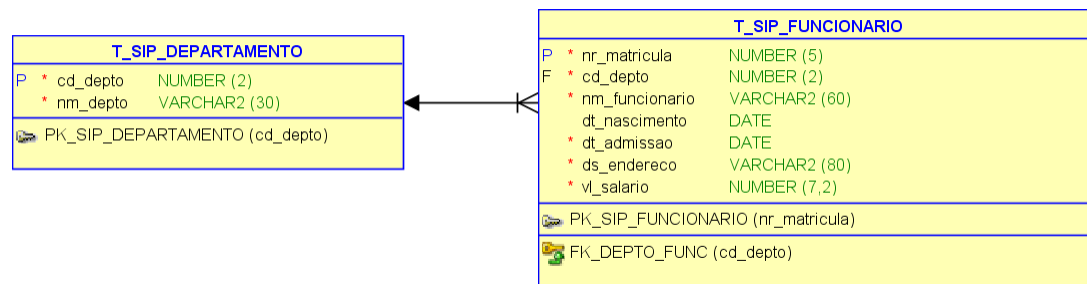 T_SIP_DEPARTAMENTO
P * cd_depto NUMBER (2)
* nm_depto VARCHAR2 (30)
PK_SIP_DEPARTAMENTO (cd_depto)
T_SIP_FUNCIONARIO
P * nr_matricula NUMBER (5)
F * cd_depto NUMBER (2)
* nm_funcionario VARCHAR2 (60)
dt_nascimento DATE
* dt_admissao DATE
* ds_endereco VARCHAR2 (80)
* vl_salario NUMBER (7,2)
PK_SIP_FUNCIONARIO (nr_matricula)
FK_DEPTO_FUNC (cd_depto)